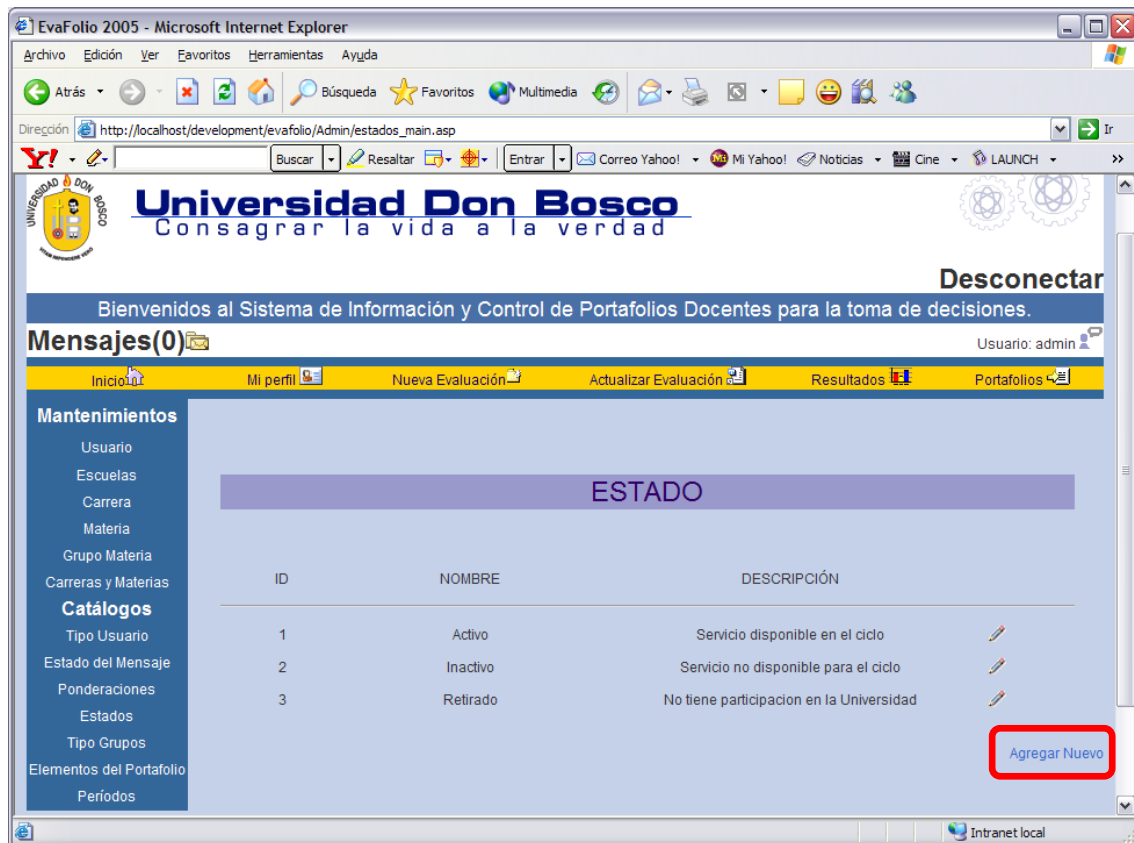 EvaFolio 2005 - Microsoft Internet Explorer
Archivo Edición Ver Favoritos Herramientas Ayuda
Atrás Búsqueda Favoritos Multimedia
Dirección http://localhost/development/evafolio/Admin/estados_main.asp Ir
Y! Buscar Resaltar Entrar Correo Yahoo! Mi Yahoo! Noticias Cine LAUNCH »
UNIVERSIDAD DON BOSCO
Universidad Don Bosco
Consagrar la vida a la verdad
Desconectar
Bienvenidos al Sistema de Información y Control de Portafolios Docentes para la toma de decisiones.
Mensajes(0) Usuario: admin
Inicio Mi perfil Nueva Evaluación Actualizar Evaluación Resultados Portafolios
Mantenimientos
Usuario
Escuelas
Carrera
Materia
Grupo Materia
Carreras y Materias
Catálogos
Tipo Usuario
Estado del Mensaje
Ponderaciones
Estados
Tipo Grupos
Elementos del Portafolio
Períodos
ESTADO
ID NOMBRE DESCRIPCIÓN
1 Activo Servicio disponible en el ciclo
2 Inactivo Servicio no disponible para el ciclo
3 Retirado No tiene participacion en la Universidad
Agregar Nuevo
Intranet local